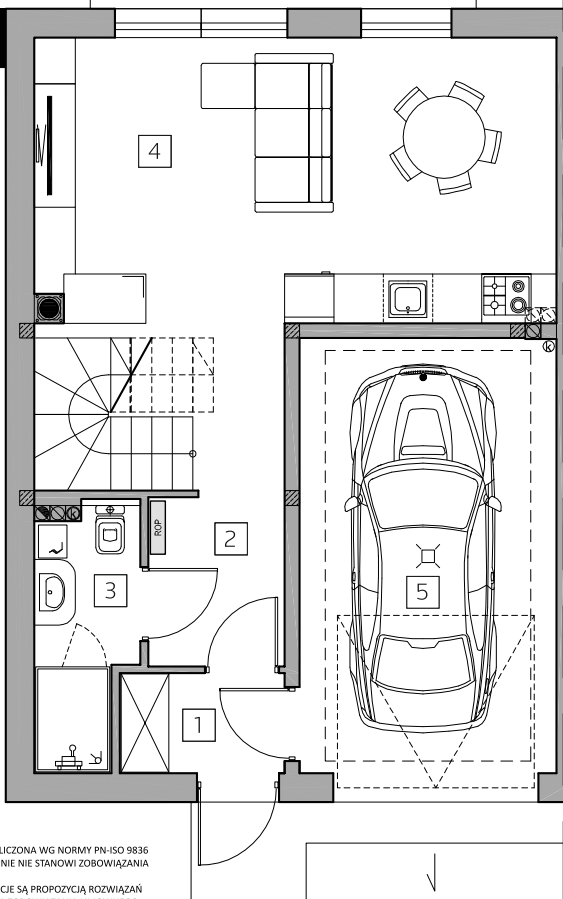 4
ROP
2
3
5
k
k
1
LICZONA WG NORMY PN-ISO 9836
NIE NIE STANOWI ZOBOWIĄZANIA
CJE SĄ PROPOZYCJĄ ROZWIĄZAŃ